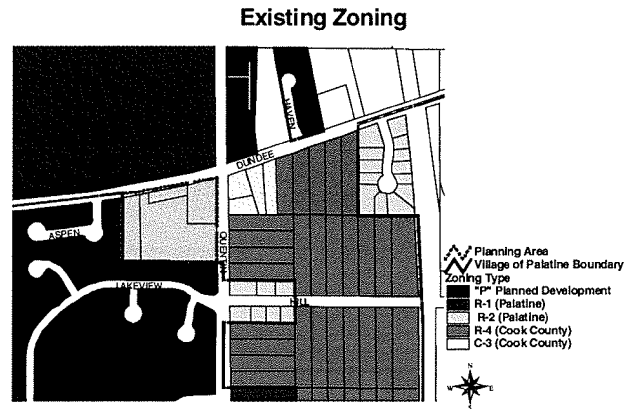 Existing Zoning
HAVEN
DUNDEE
QUENTIN
ASPEN
LAKEVIEW
HILL
Planning Area
Village of Palatine Boundary
Zoning Type
"P" Planned Development
R-1 (Palatine)
R-2 (Palatine)
R-4 (Cook County)
C-3 (Cook County)
N
W
E
S